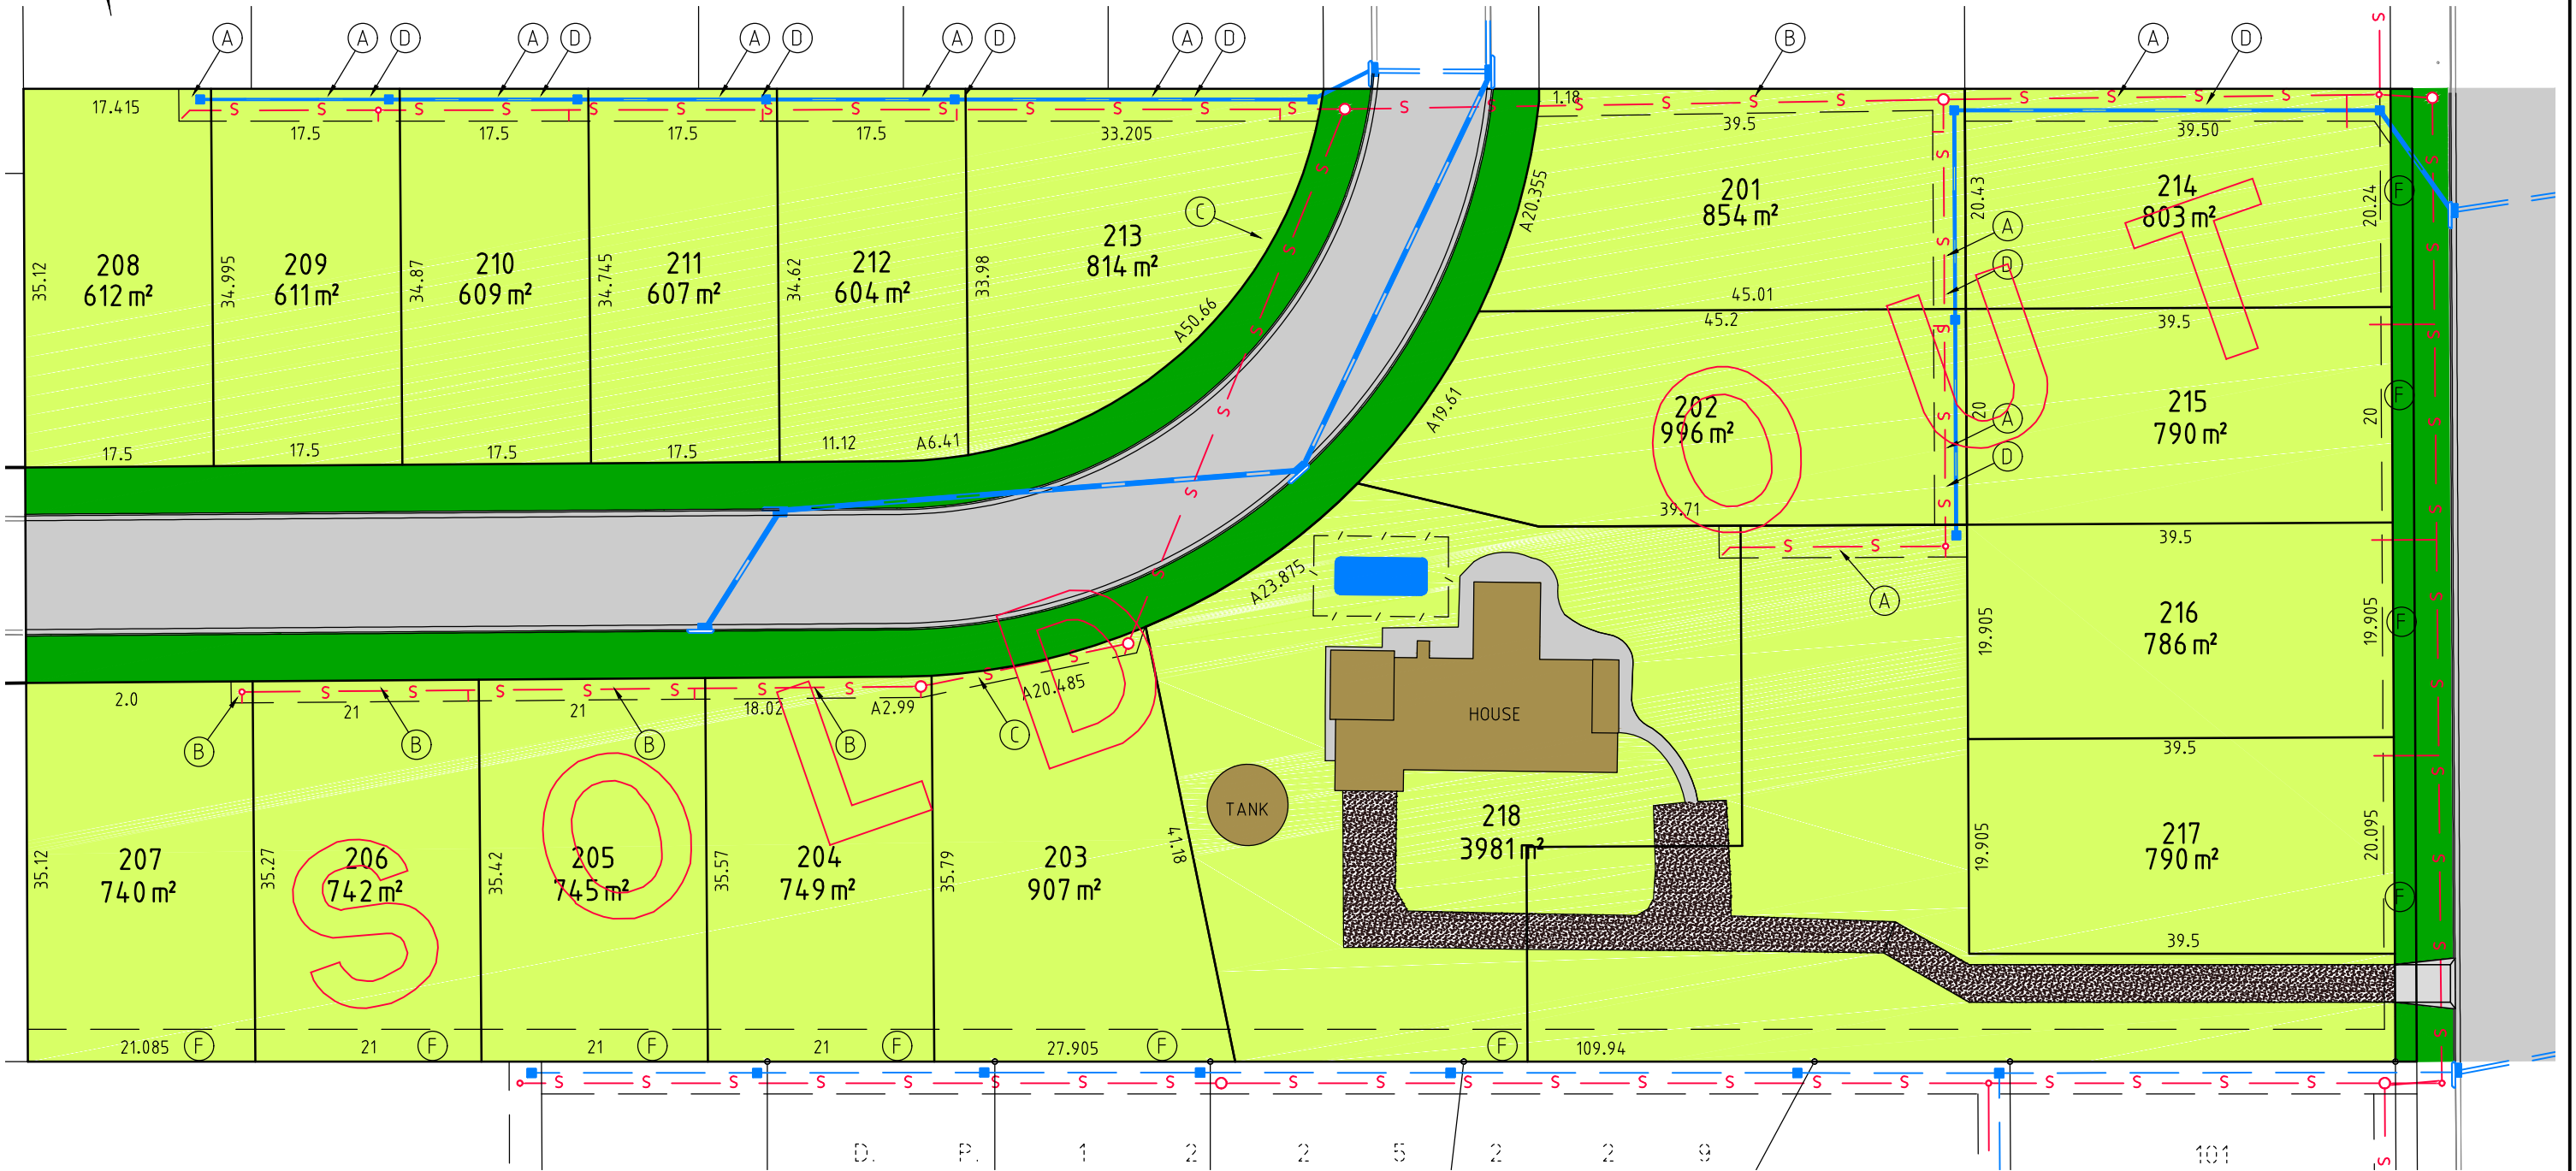 A A D A D A D A D A D B A D
17.415
17.5
17.5
17.5
17.5
33.205
1.18
39.5
39.50
208
612 m²
209
611 m²
210
609 m²
211
607 m²
212
604 m²
213
814 m²
201
854 m²
214
803 m²
35.12
34.995
34.87
34.745
34.62
33.98
C
A50.66
A20.355
20.43
20.24
F
A
D
45.01
45.2
39.5
17.5
17.5
17.5
17.5
11.12
A6.41
A19.61
202
996 m²
215
790 m²
20
20
F
A
D
39.71
39.5
A23.875
A
216
786 m²
19.905
19.905
F
39.5
2.0
21
21
18.02
A2.99
A20.485
B
B
B
B
C
HOUSE
TANK
207
740 m²
206
742 m²
205
745 m²
204
749 m²
203
907 m²
218
3981 m²
217
790 m²
35.12
35.27
35.42
35.57
35.79
41.18
19.905
20.095
F
39.5
SOLD OUT
21.085
F
21
F
21
F
21
F
27.905
F
F
109.94
D. P. 1 2 2 5 2 2 9
101
S S S S S S S S S S S S